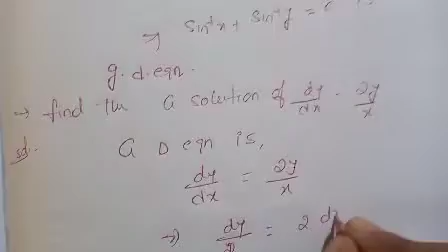 => sin⁻¹x + sin⁻¹y = c
g. d. eqn.
→ find the G solution of dy/dx = 2y/x
sol. G D eqn is,
dy/dx = 2y/x
=> dy/y = 2 d